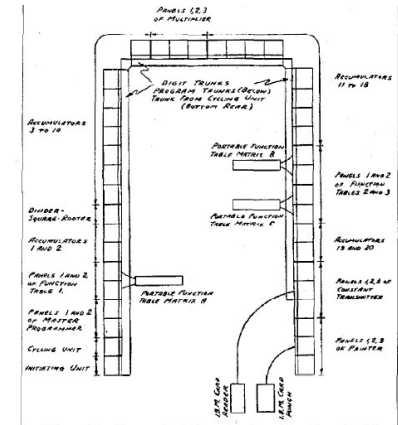 PANELS 1,2,3
OF MULTIPLIER
DIGIT TRUNKS
PROGRAM TRUNKS (BELOW)
TRUNK FROM CYCLING UNIT
(BOTTOM REAR)
ACCUMULATORS
11 TO 18
ACCUMULATORS
3 TO 10
PORTABLE FUNCTION
TABLE MATRIX B
PANELS 1 AND 2
OF FUNCTION
TABLES 2 AND 3
PORTABLE FUNCTION
TABLE MATRIX C
DIVIDER-
SQUARE-ROOTER
ACCUMULATORS
1 AND 2
ACCUMULATORS
19 AND 20
PANELS 1 AND 2
OF FUNCTION
TABLE 1.
PORTABLE FUNCTION
TABLE MATRIX A
PANELS 1,2,3 OF
CONSTANT
TRANSMITTER
PANELS 1 AND 2
OF MASTER
PROGRAMMER
PANELS 1,2,3
OF PRINTER
CYCLING UNIT
INITIATING UNIT
I.B.M. CARD
READER
I.B.M. CARD
PUNCH